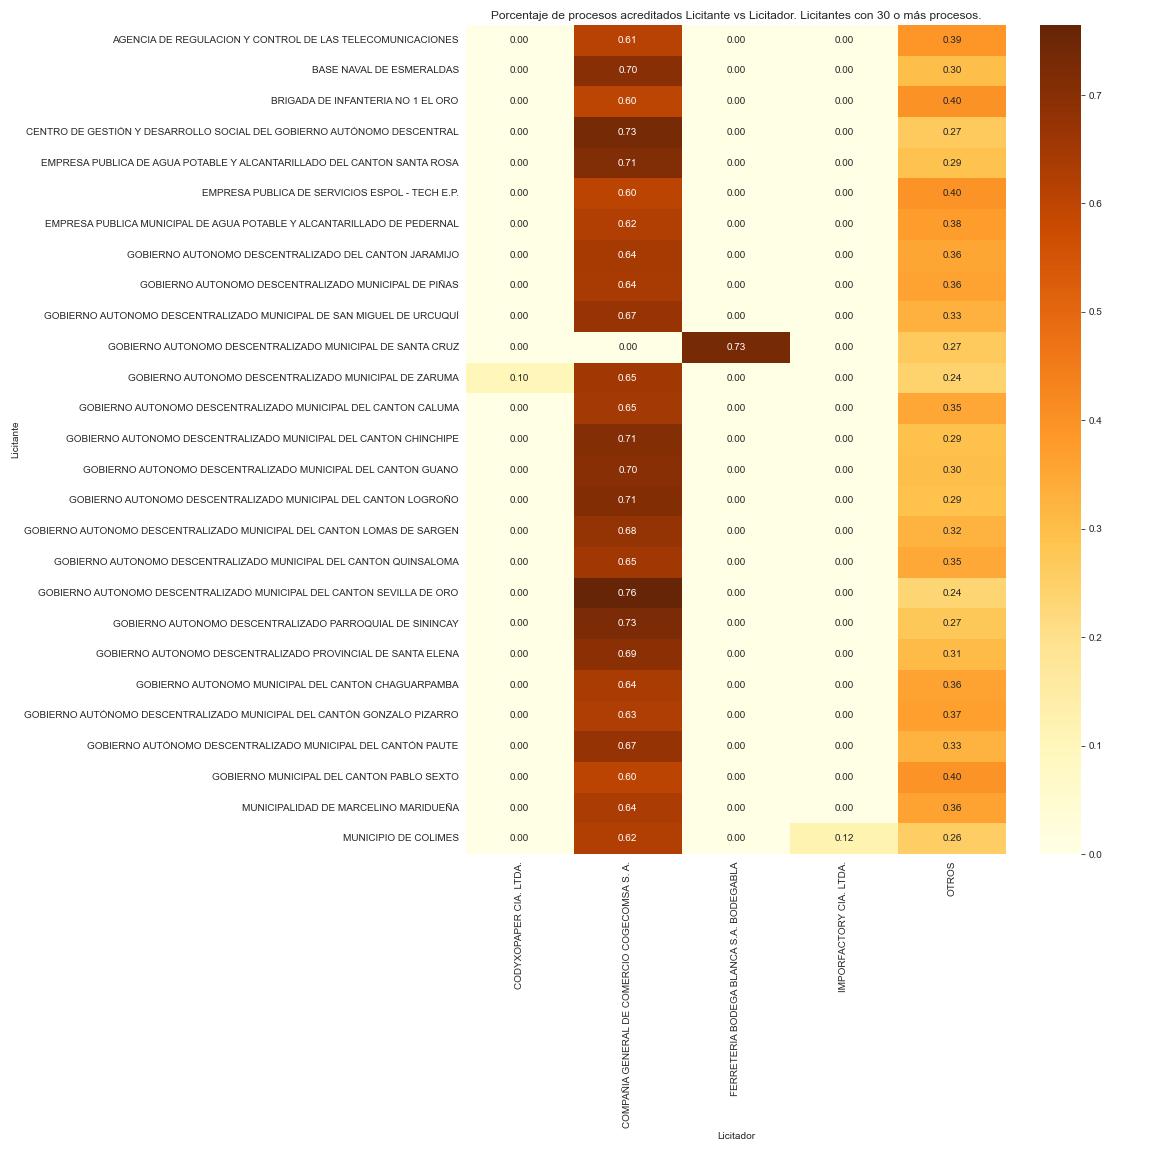 Porcentaje de procesos acreditados Licitante vs Licitador. Licitantes con 30 o más procesos.
AGENCIA DE REGULACION Y CONTROL DE LAS TELECOMUNICACIONES 0.00 0.61 0.00 0.00 0.39
BASE NAVAL DE ESMERALDAS 0.00 0.70 0.00 0.00 0.30
BRIGADA DE INFANTERIA NO 1 EL ORO 0.00 0.60 0.00 0.00 0.40
CENTRO DE GESTIÓN Y DESARROLLO SOCIAL DEL GOBIERNO AUTÓNOMO DESCENTRAL 0.00 0.73 0.00 0.00 0.27
EMPRESA PUBLICA DE AGUA POTABLE Y ALCANTARILLADO DEL CANTON SANTA ROSA 0.00 0.71 0.00 0.00 0.29
EMPRESA PUBLICA DE SERVICIOS ESPOL - TECH E.P. 0.00 0.60 0.00 0.00 0.40
EMPRESA PUBLICA MUNICIPAL DE AGUA POTABLE Y ALCANTARILLADO DE PEDERNAL 0.00 0.62 0.00 0.00 0.38
GOBIERNO AUTONOMO DESCENTRALIZADO DEL CANTON JARAMIJO 0.00 0.64 0.00 0.00 0.36
GOBIERNO AUTONOMO DESCENTRALIZADO MUNICIPAL DE PIÑAS 0.00 0.64 0.00 0.00 0.36
GOBIERNO AUTONOMO DESCENTRALIZADO MUNICIPAL DE SAN MIGUEL DE URCUQUÍ 0.00 0.67 0.00 0.00 0.33
GOBIERNO AUTONOMO DESCENTRALIZADO MUNICIPAL DE SANTA CRUZ 0.00 0.00 0.73 0.00 0.27
GOBIERNO AUTONOMO DESCENTRALIZADO MUNICIPAL DE ZARUMA 0.10 0.65 0.00 0.00 0.24
GOBIERNO AUTONOMO DESCENTRALIZADO MUNICIPAL DEL CANTON CALUMA 0.00 0.65 0.00 0.00 0.35
GOBIERNO AUTONOMO DESCENTRALIZADO MUNICIPAL DEL CANTON CHINCHIPE 0.00 0.71 0.00 0.00 0.29
GOBIERNO AUTONOMO DESCENTRALIZADO MUNICIPAL DEL CANTON GUANO 0.00 0.70 0.00 0.00 0.30
GOBIERNO AUTONOMO DESCENTRALIZADO MUNICIPAL DEL CANTON LOGROÑO 0.00 0.71 0.00 0.00 0.29
GOBIERNO AUTONOMO DESCENTRALIZADO MUNICIPAL DEL CANTON LOMAS DE SARGEN 0.00 0.68 0.00 0.00 0.32
GOBIERNO AUTONOMO DESCENTRALIZADO MUNICIPAL DEL CANTON QUINSALOMA 0.00 0.65 0.00 0.00 0.35
GOBIERNO AUTONOMO DESCENTRALIZADO MUNICIPAL DEL CANTON SEVILLA DE ORO 0.00 0.76 0.00 0.00 0.24
GOBIERNO AUTONOMO DESCENTRALIZADO PARROQUIAL DE SININCAY 0.00 0.73 0.00 0.00 0.27
GOBIERNO AUTONOMO DESCENTRALIZADO PROVINCIAL DE SANTA ELENA 0.00 0.69 0.00 0.00 0.31
GOBIERNO AUTONOMO MUNICIPAL DEL CANTON CHAGUARPAMBA 0.00 0.64 0.00 0.00 0.36
GOBIERNO AUTÓNOMO DESCENTRALIZADO MUNICIPAL DEL CANTÓN GONZALO PIZARRO 0.00 0.63 0.00 0.00 0.37
GOBIERNO AUTÓNOMO DESCENTRALIZADO MUNICIPAL DEL CANTÓN PAUTE 0.00 0.67 0.00 0.00 0.33
GOBIERNO MUNICIPAL DEL CANTON PABLO SEXTO 0.00 0.60 0.00 0.00 0.40
MUNICIPALIDAD DE MARCELINO MARIDUEÑA 0.00 0.64 0.00 0.00 0.36
MUNICIPIO DE COLIMES 0.00 0.62 0.00 0.12 0.26
Licitante
CODYXOPAPER CIA. LTDA.
COMPAÑIA GENERAL DE COMERCIO COGECOMSA S. A.
FERRETERIA BODEGA BLANCA S.A. BODEGABLA
IMPORFACTORY CIA. LTDA.
OTROS
Licitador
0.7
0.6
0.5
0.4
0.3
0.2
0.1
0.0